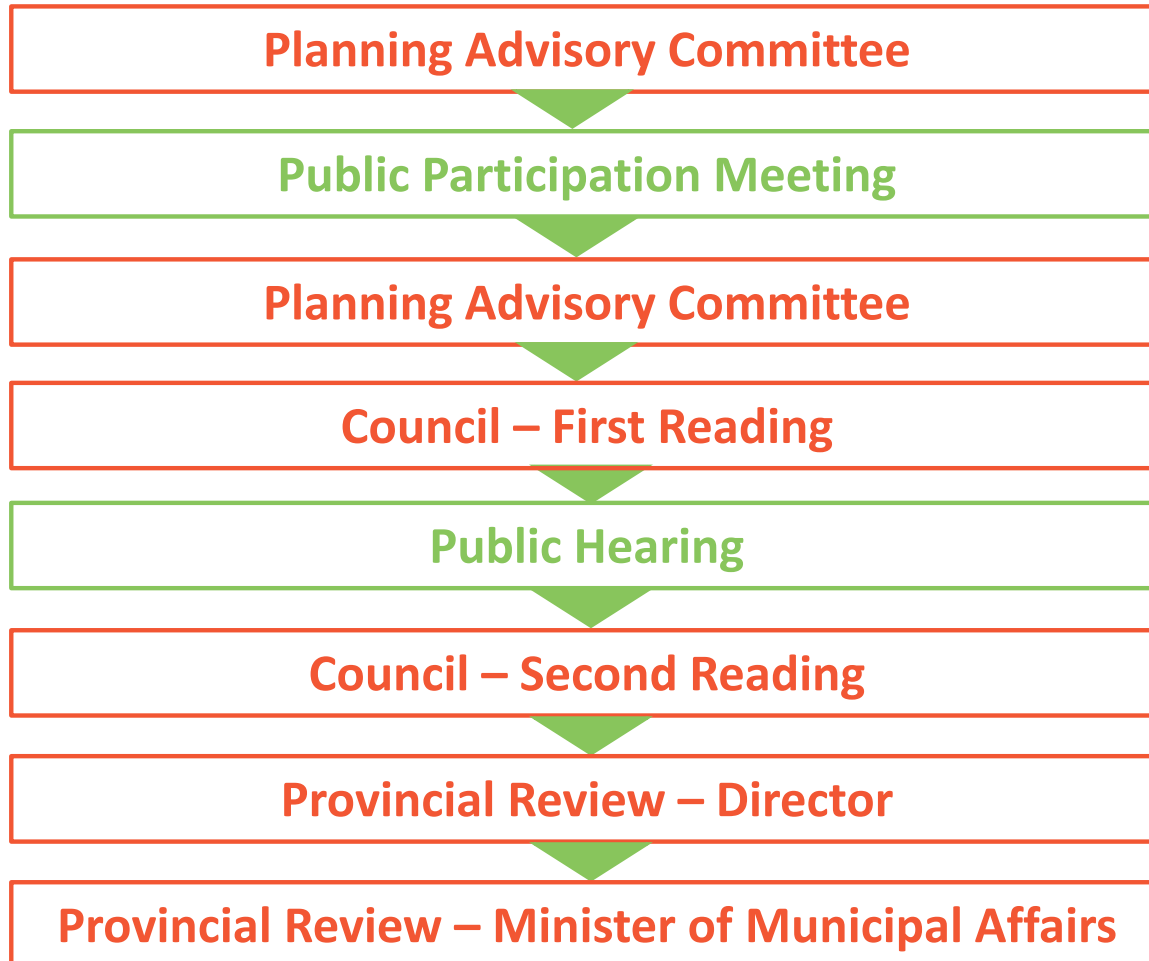 Planning Advisory Committee
Public Participation Meeting
Planning Advisory Committee
Council – First Reading
Public Hearing
Council – Second Reading
Provincial Review – Director
Provincial Review – Minister of Municipal Affairs